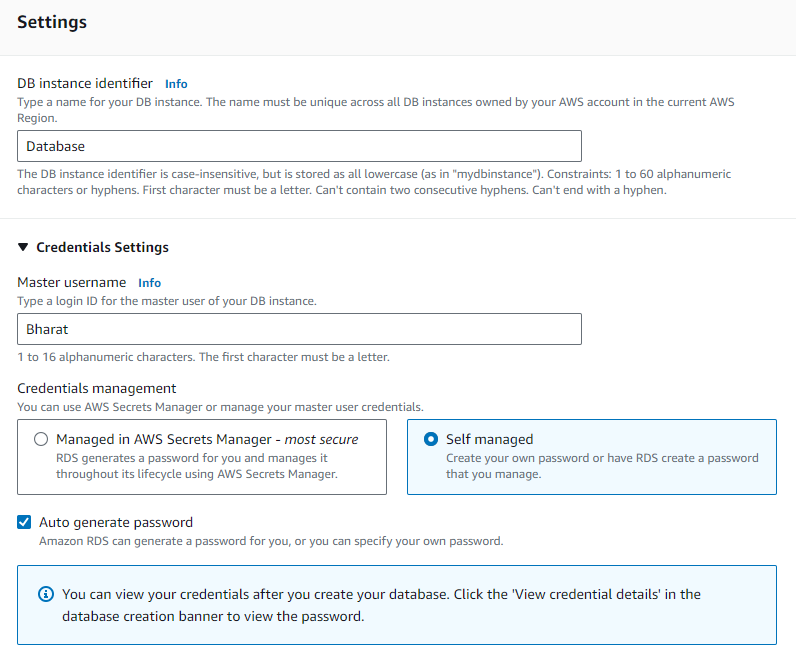 Settings
DB instance identifier Info
Type a name for your DB instance. The name must be unique across all DB instances owned by your AWS account in the current AWS
Region.
Database
The DB instance identifier is case-insensitive, but is stored as all lowercase (as in "mydbinstance"). Constraints: 1 to 60 alphanumeric
characters or hyphens. First character must be a letter. Can't contain two consecutive hyphens. Can't end with a hyphen.
Credentials Settings
Master username Info
Type a login ID for the master user of your DB instance.
Bharat
1 to 16 alphanumeric characters. The first character must be a letter.
Credentials management
You can use AWS Secrets Manager or manage your master user credentials.
Managed in AWS Secrets Manager - most secure
RDS generates a password for you and manages it
throughout its lifecycle using AWS Secrets Manager.
Self managed
Create your own password or have RDS create a password
that you manage.
Auto generate password
Amazon RDS can generate a password for you, or you can specify your own password.
You can view your credentials after you create your database. Click the 'View credential details' in the
database creation banner to view the password.